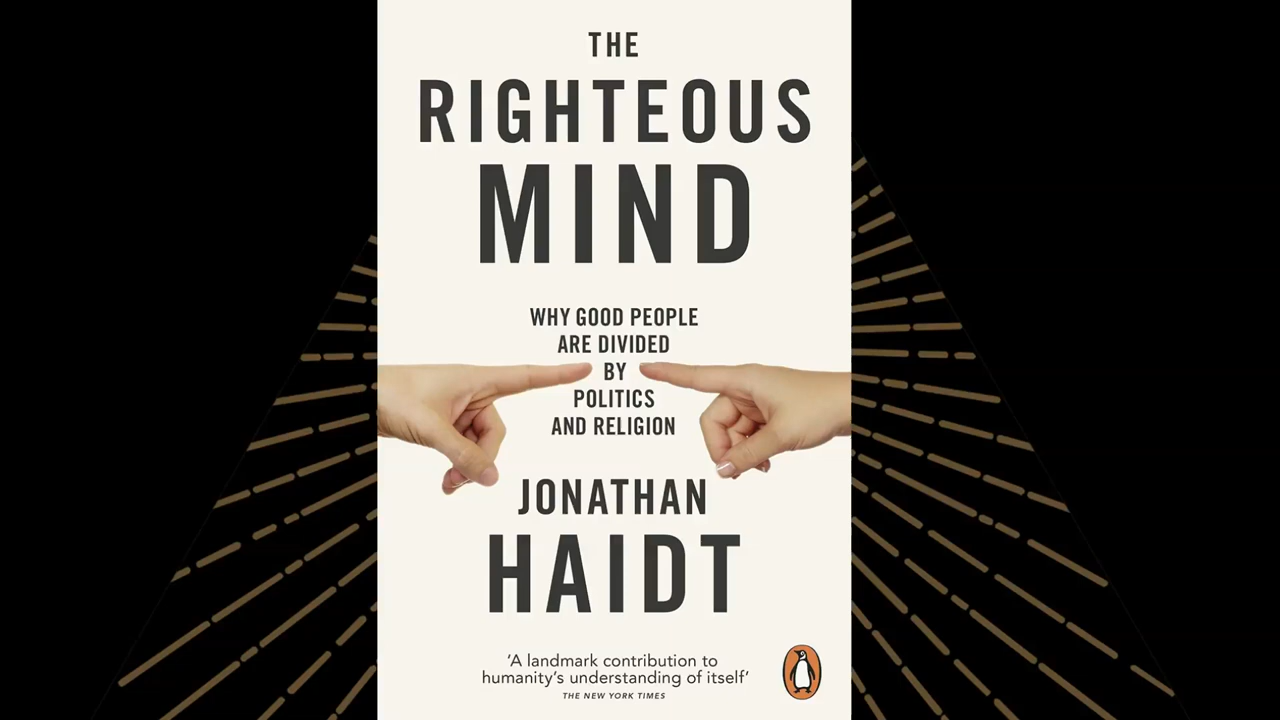 THE
RIGHTEOUS
MIND
WHY GOOD PEOPLE
ARE DIVIDED
BY
POLITICS
AND RELIGION
JONATHAN
HAIDT
‘A landmark contribution to
humanity’s understanding of itself’
THE NEW YORK TIMES